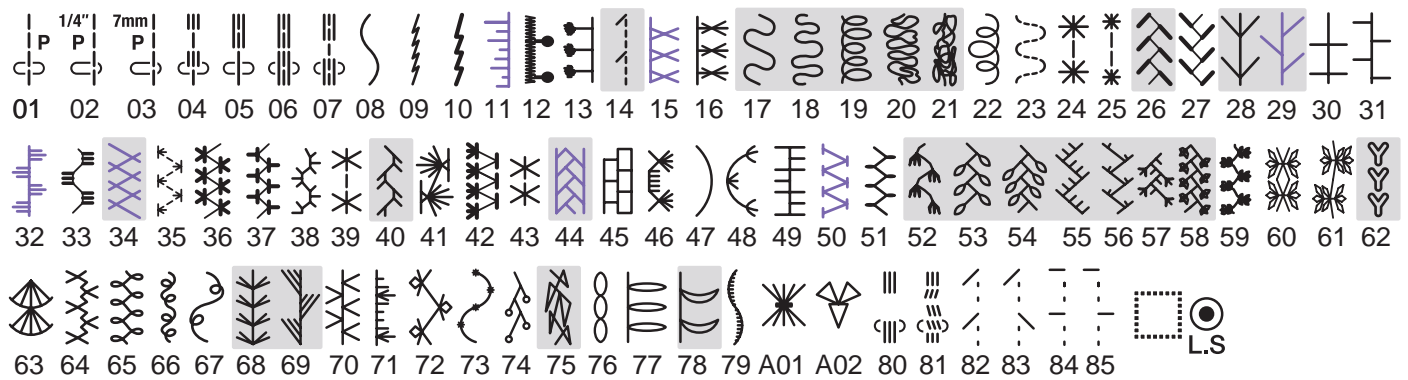 1/4″ 7mm
P P P
01 02 03 04 05 06 07 08 09 10 11 12 13 14 15 16 17 18 19 20 21 22 23 24 25 26 27 28 29 30 31
32 33 34 35 36 37 38 39 40 41 42 43 44 45 46 47 48 49 50 51 52 53 54 55 56 57 58 59 60 61 62
L.S
63 64 65 66 67 68 69 70 71 72 73 74 75 76 77 78 79 A01 A02 80 81 82 83 84 85